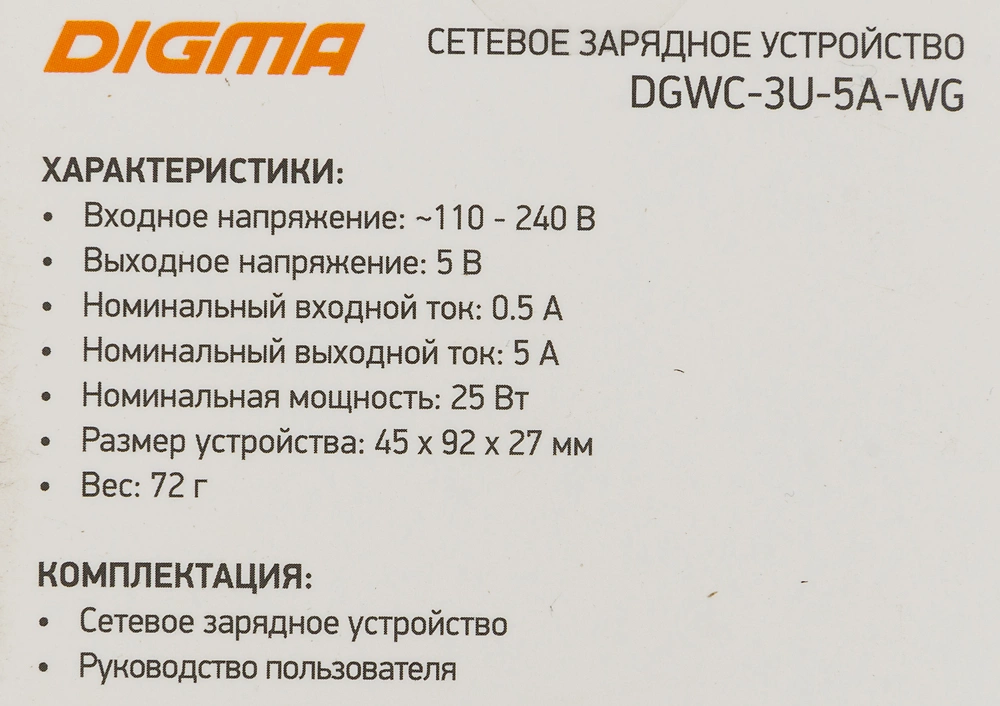 DIGMA
СЕТЕВОЕ ЗАРЯДНОЕ УСТРОЙСТВО
DGWC-3U-5A-WG
ХАРАКТЕРИСТИКИ:
• Входное напряжение: ~110 - 240 В
• Выходное напряжение: 5 В
• Номинальный входной ток: 0.5 А
• Номинальный выходной ток: 5 А
• Номинальная мощность: 25 Вт
• Размер устройства: 45 x 92 x 27 мм
• Вес: 72 г
КОМПЛЕКТАЦИЯ:
• Сетевое зарядное устройство
• Руководство пользователя